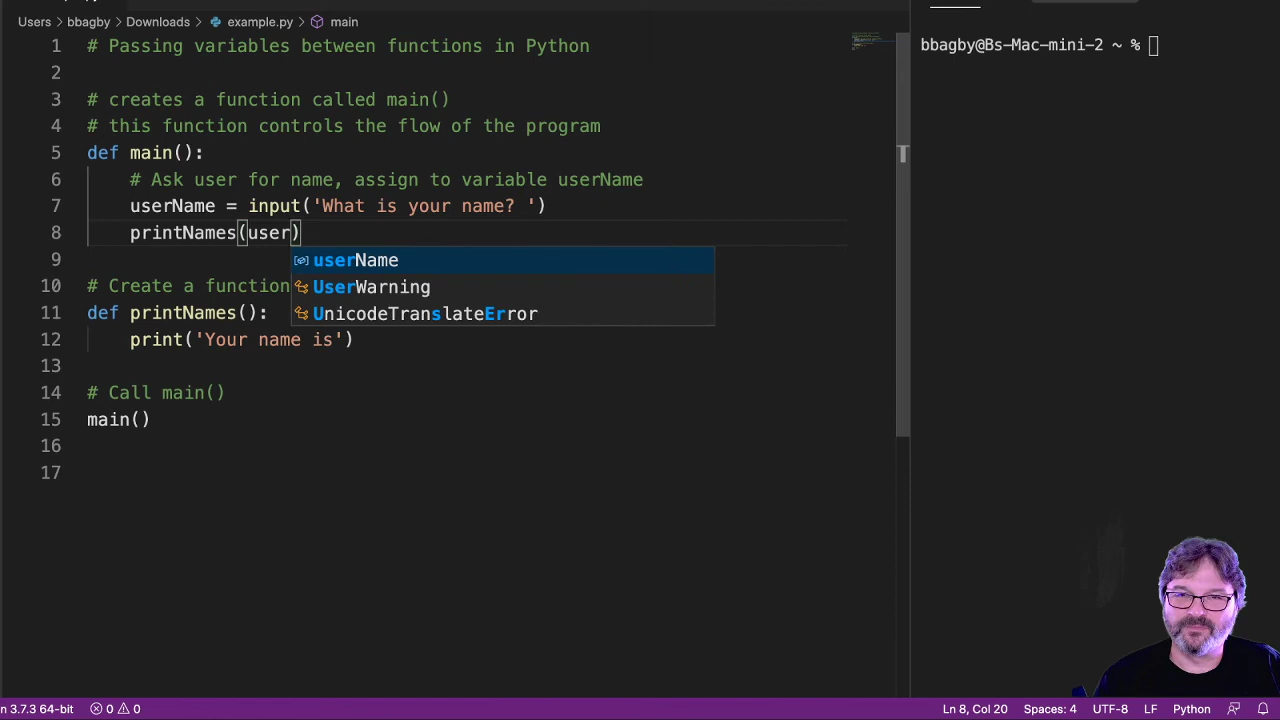 Users > bbagby > Downloads > example.py > main
1 # Passing variables between functions in Python
2
3 # creates a function called main()
4 # this function controls the flow of the program
5 def main():
6 # Ask user for name, assign to variable userName
7 userName = input('What is your name? ')
8 printNames(user)
userName
UserWarning
UnicodeTranslateError
9
10 # Create a function
11 def printNames():
12 print('Your name is')
13
14 # Call main()
15 main()
16
17
bbagby@Bs-Mac-mini-2 ~ %
n 3.7.3 64-bit 0 0 Ln 8, Col 20 Spaces: 4 UTF-8 LF Python